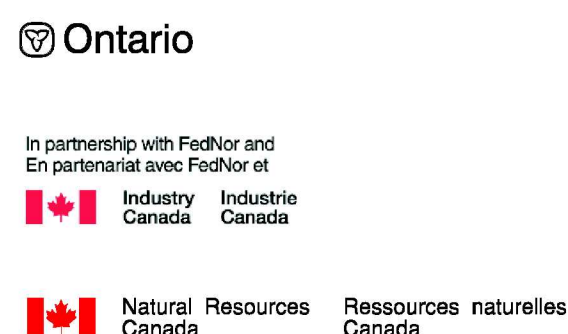 Ontario
In partnership with FedNor and
En partenariat avec FedNor et
Industry Industrie
Canada Canada
Natural Resources Ressources naturelles
Canada Canada